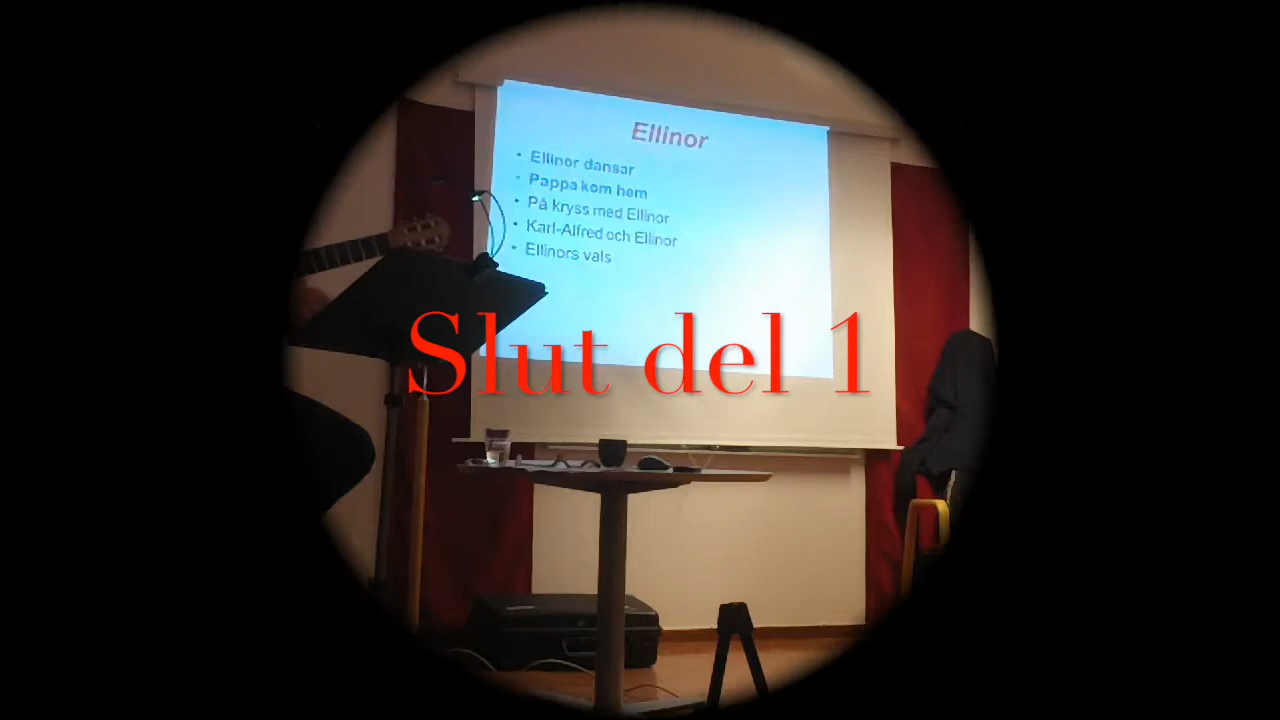 Ellinor
• Ellinor dansar
• Pappa kom hem
• På kryss med Ellinor
• Karl-Alfred och Ellinor
• Ellinors vals
Slut del 1